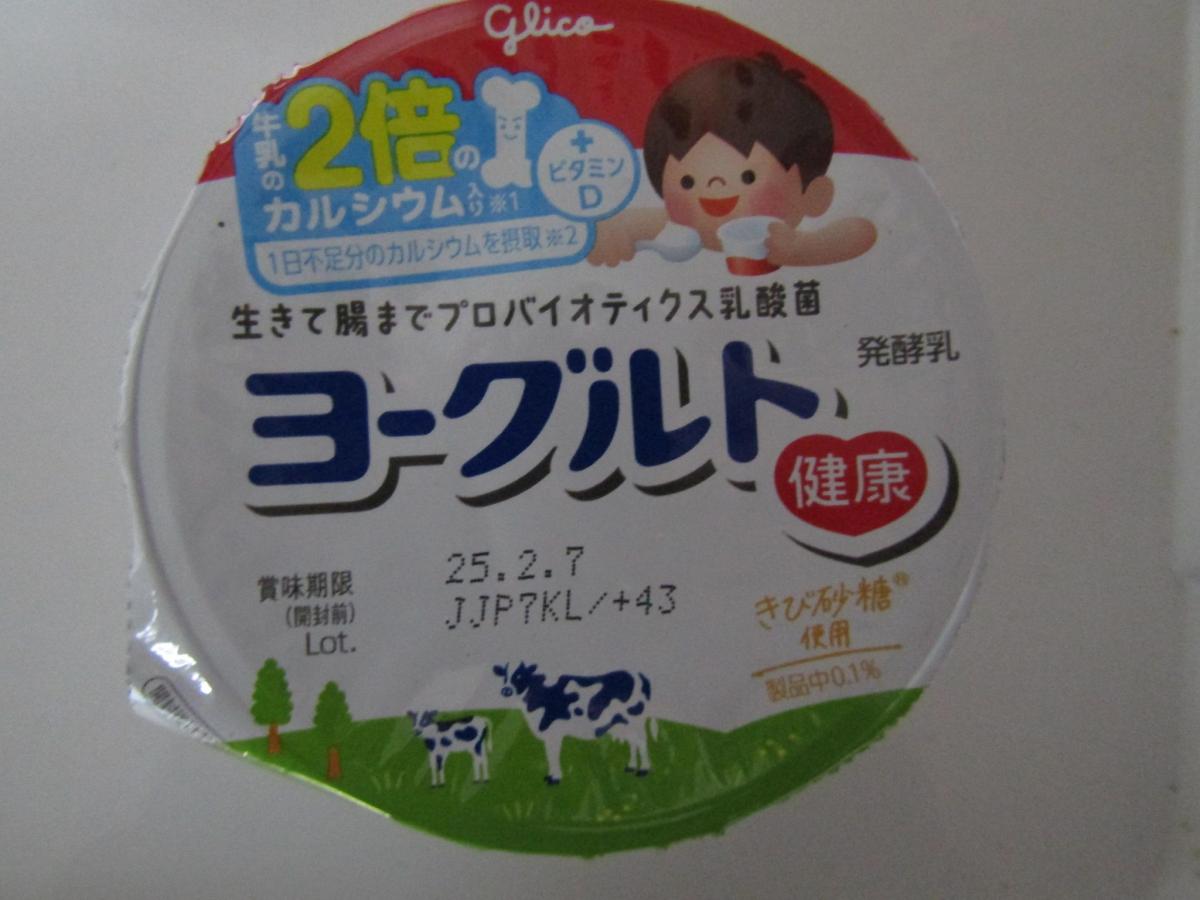 Glico
牛乳の2倍の
カルシウム入り※1
+
ビタミン
D
1日不足分のカルシウムを摂取※2
生きて腸までプロバイオティクス乳酸菌
発酵乳
ヨーグルト
健康
賞味期限
(開封前)
Lot.
25.2.7
JJP7KL/+43
きび砂糖®
使用
製品中0.1%